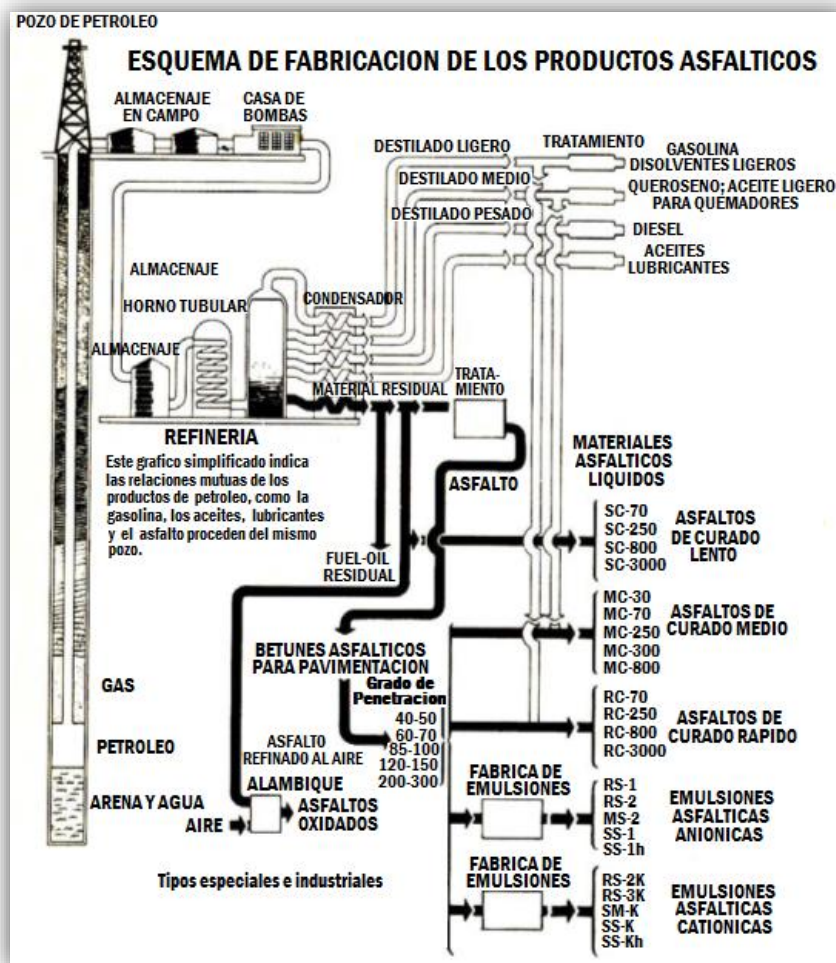 POZO DE PETROLEO
ESQUEMA DE FABRICACION DE LOS PRODUCTOS ASFALTICOS
ALMACENAJE
EN CAMPO
CASA DE
BOMBAS
DESTILADO LIGERO
TRATAMIENTO
GASOLINA
DISOLVENTES LIGEROS
DESTILADO MEDIO
QUEROSENO; ACEITE LIGERO
PARA QUEMADORES
DESTILADO PESADO
DIESEL
ACEITES
LUBRICANTES
ALMACENAJE
HORNO TUBULAR
CONDENSADOR
ALMACENAJE
MATERIAL RESIDUAL
TRATA-
MIENTO
REFINERIA
Este grafico simplificado indica
las relaciones mutuas de los
productos de petroleo, como la
gasolina, los aceites, lubricantes
y el asfalto proceden del mismo
pozo.
ASFALTO
MATERIALES
ASFALTICOS
LIQUIDOS
SC-70
SC-250
SC-800
SC-3000
ASFALTOS
DE CURADO
LENTO
FUEL-OIL
RESIDUAL
MC-30
MC-70
MC-250
MC-300
MC-800
ASFALTOS DE
CURADO MEDIO
BETUNES ASFALTICOS
PARA PAVIMENTACION
Grado de
Penetracion
40-50
60-70
85-100
120-150
200-300
RC-70
RC-250
RC-800
RC-3000
ASFALTOS DE
CURADO RAPIDO
GAS
PETROLEO
ARENA Y AGUA
ASFALTO
REFINADO AL AIRE
ALAMBIQUE
AIRE
ASFALTOS
OXIDADOS
FABRICA DE
EMULSIONES
RS-1
RS-2
MS-2
SS-1
SS-1h
EMULSIONES
ASFALTICAS
ANIONICAS
Tipos especiales e industriales
FABRICA DE
EMULSIONES
RS-2K
RS-3K
SM-K
SS-K
SS-Kh
EMULSIONES
ASFALTICAS
CATIONICAS